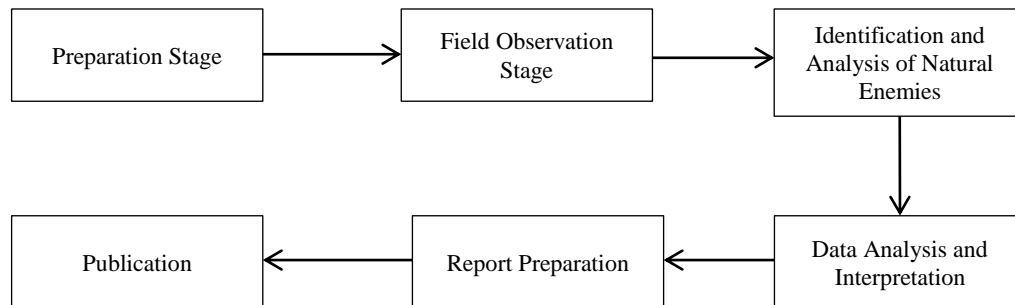 Preparation Stage
Field Observation
Stage
Identification and
Analysis of Natural
Enemies
Data Analysis and
Interpretation
Report Preparation
Publication